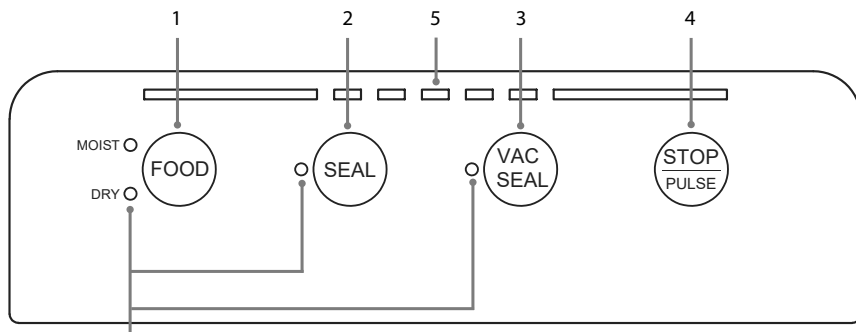 1 2 5 3 4
MOIST
FOOD
DRY
SEAL
VAC
SEAL
STOP
PULSE